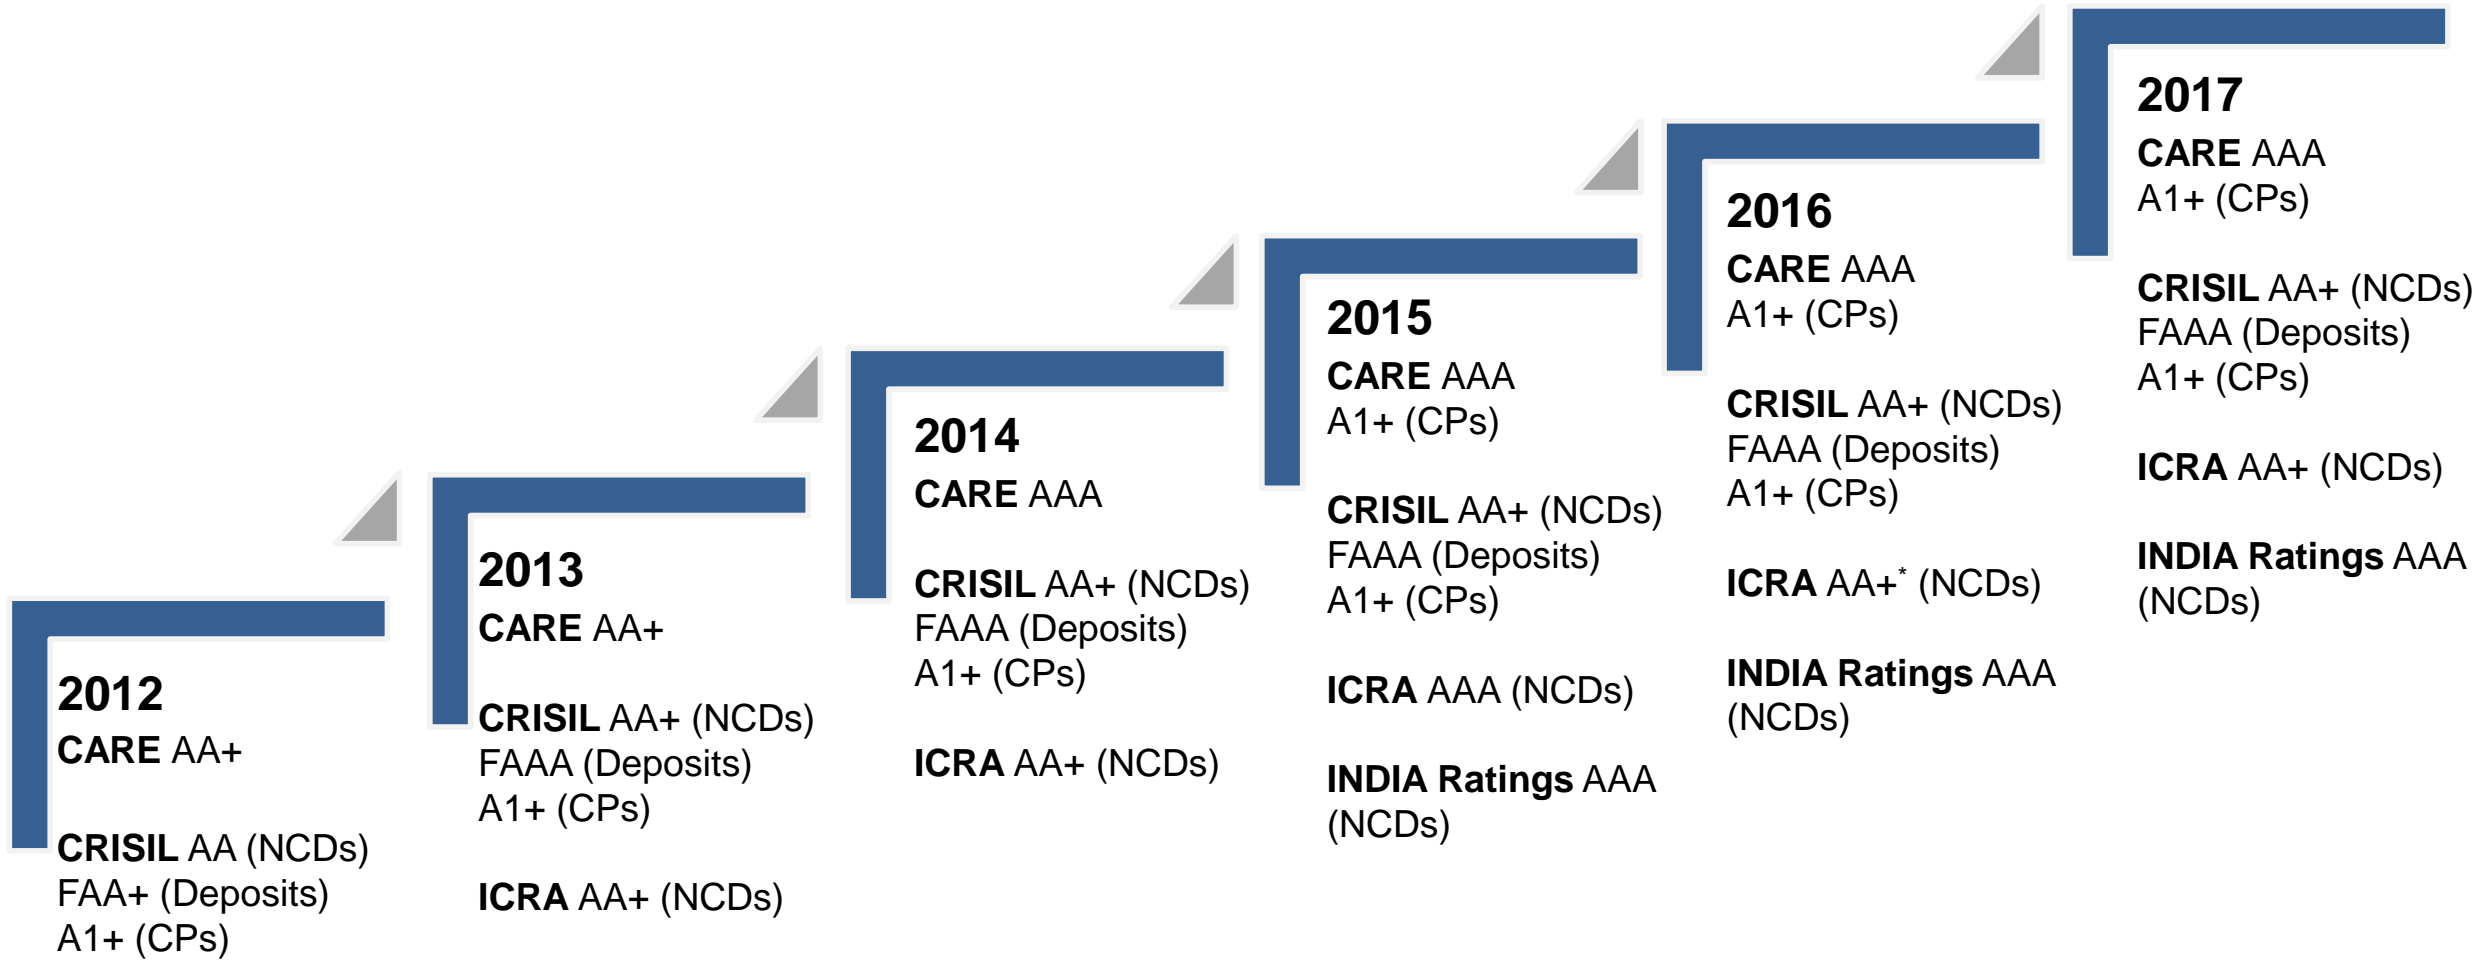 2012
CARE AA+
CRISIL AA (NCDs)
FAA+ (Deposits)
A1+ (CPs)
2013
CARE AA+
CRISIL AA+ (NCDs)
FAAA (Deposits)
A1+ (CPs)
ICRA AA+ (NCDs)
2014
CARE AAA
CRISIL AA+ (NCDs)
FAAA (Deposits)
A1+ (CPs)
ICRA AA+ (NCDs)
2015
CARE AAA
A1+ (CPs)
CRISIL AA+ (NCDs)
FAAA (Deposits)
A1+ (CPs)
ICRA AAA (NCDs)
INDIA Ratings AAA
(NCDs)
2016
CARE AAA
A1+ (CPs)
CRISIL AA+ (NCDs)
FAAA (Deposits)
A1+ (CPs)
ICRA AA+* (NCDs)
INDIA Ratings AAA
(NCDs)
2017
CARE AAA
A1+ (CPs)
CRISIL AA+ (NCDs)
FAAA (Deposits)
A1+ (CPs)
ICRA AA+ (NCDs)
INDIA Ratings AAA
(NCDs)